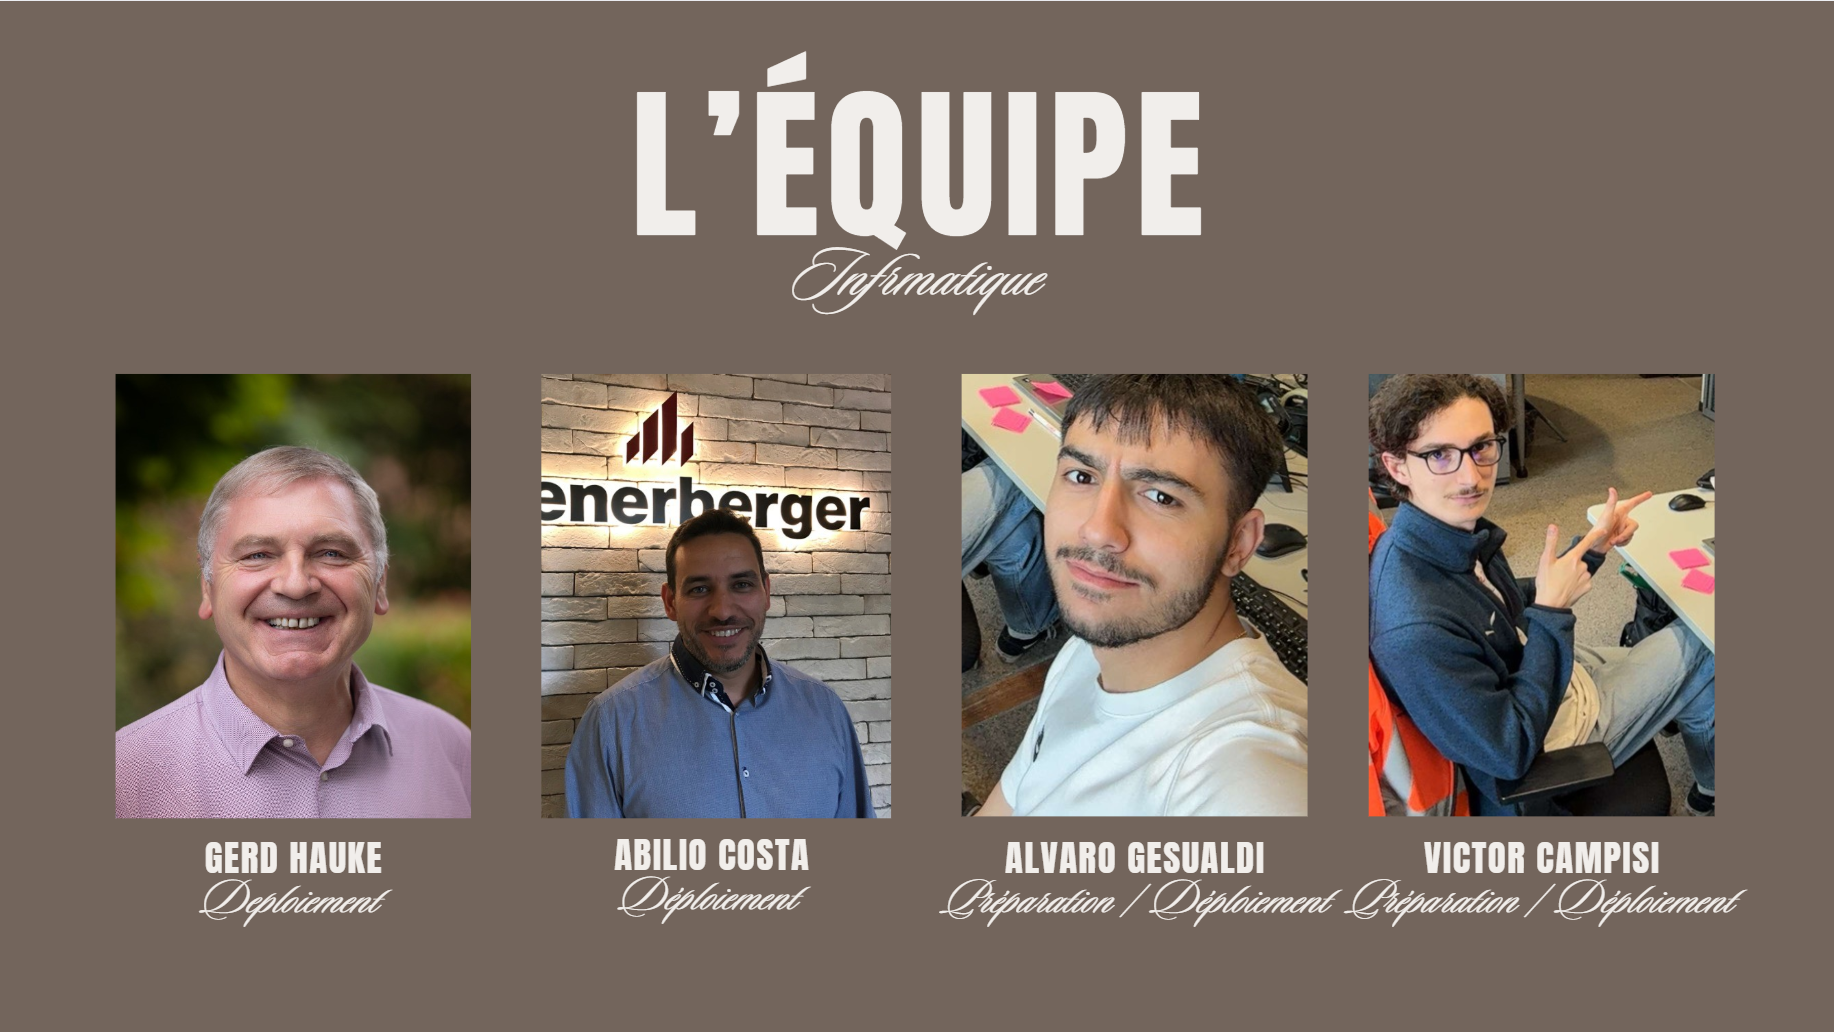 L'ÉQUIPE
Infrmatique
enerberger
GERD HAUKE
Deploiement
ABILIO COSTA
Déploiement
ALVARO GESUALDI
Préparation / Déploiement
VICTOR CAMPISI
Préparation / Déploiement